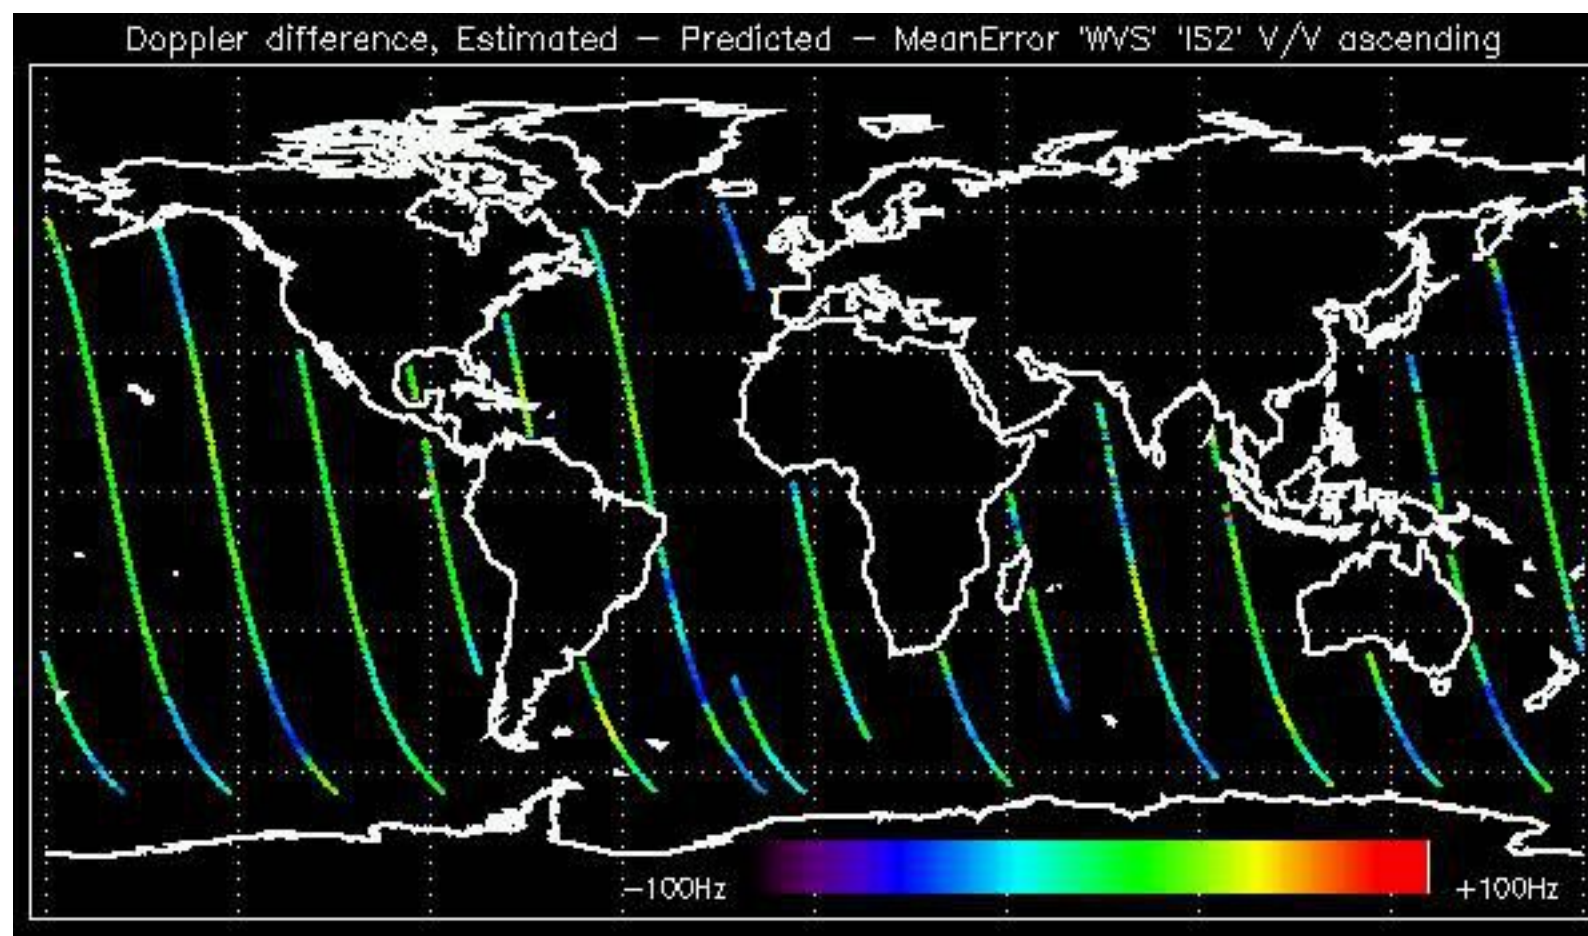 Doppler difference, Estimated — Predicted — MeanError 'WVS' 'IS2' V/V ascending
−100Hz +100Hz